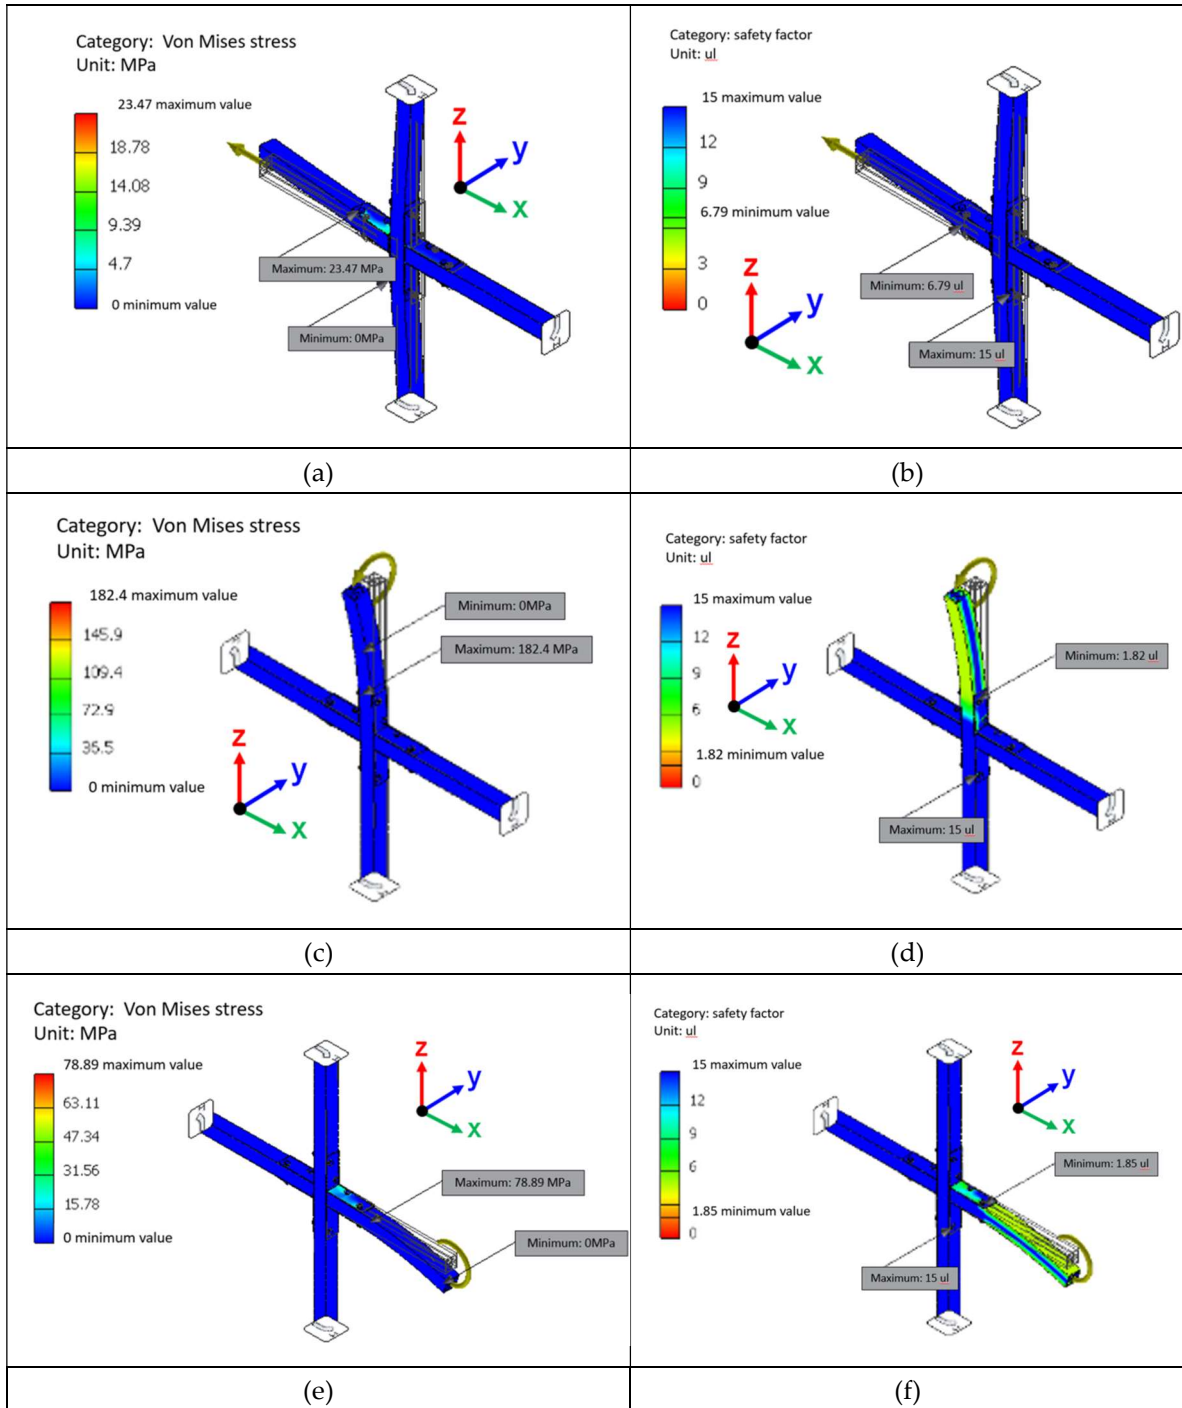 Category: Von Mises stress
Unit: MPa
23.47 maximum value
18.78
14.08
9.39
4.7
0 minimum value
Maximum: 23.47 MPa
Minimum: 0MPa
z
y
x
(a)
Category: safety factor
Unit: ul
15 maximum value
12
9
6.79 minimum value
3
0
Minimum: 6.79 ul
Maximum: 15 ul
z
y
x
(b)
Category: Von Mises stress
Unit: MPa
182.4 maximum value
145.9
109.4
72.9
36.5
0 minimum value
Minimum: 0MPa
Maximum: 182.4 MPa
z
y
x
(c)
Category: safety factor
Unit: ul
15 maximum value
12
9
6
1.82 minimum value
0
Minimum: 1.82 ul
Maximum: 15 ul
z
y
x
(d)
Category: Von Mises stress
Unit: MPa
78.89 maximum value
63.11
47.34
31.56
15.78
0 minimum value
Maximum: 78.89 MPa
Minimum: 0MPa
z
y
x
(e)
Category: safety factor
Unit: ul
15 maximum value
12
9
6
1.85 minimum value
0
Minimum: 1.85 ul
Maximum: 15 ul
z
y
x
(f)